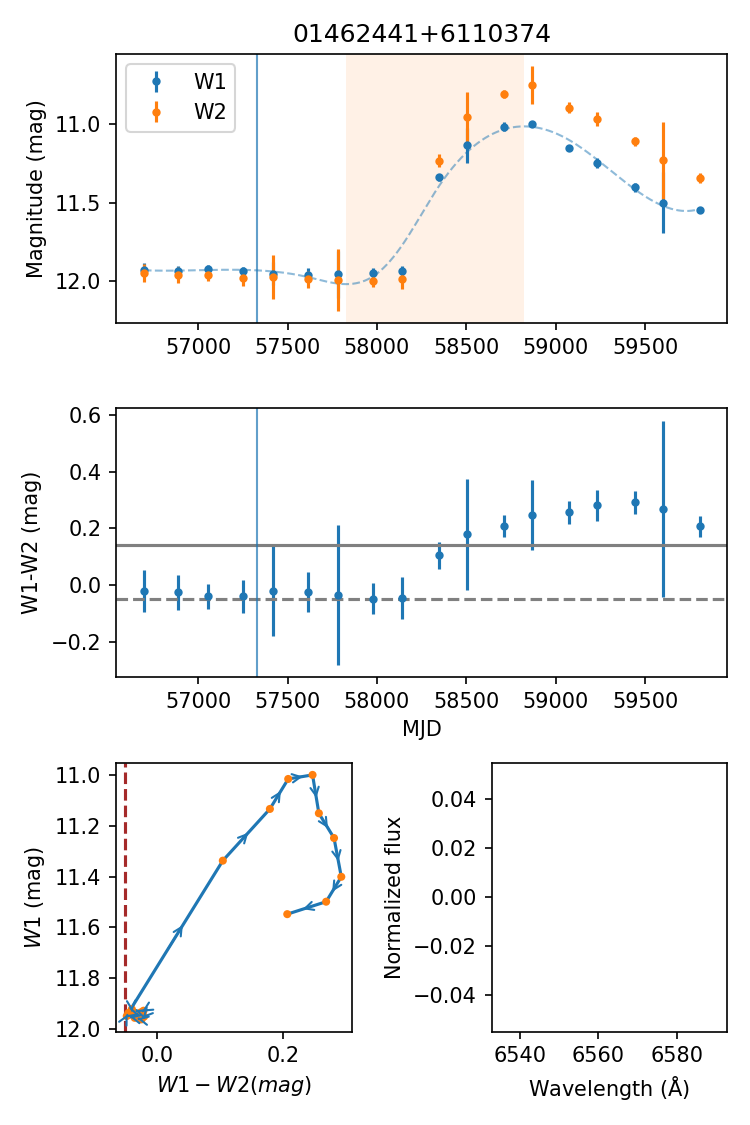 01462441+6110374
W1
W2
Magnitude (mag)
11.0
11.5
12.0
57000 57500 58000 58500 59000 59500
W1-W2 (mag)
0.6
0.4
0.2
0.0
−0.2
57000 57500 58000 58500 59000 59500
MJD
W1 (mag)
11.0
11.2
11.4
11.6
11.8
12.0
0.0 0.2
W1 − W2(mag)
Normalized flux
0.04
0.02
0.00
−0.02
−0.04
6540 6560 6580
Wavelength (Å)